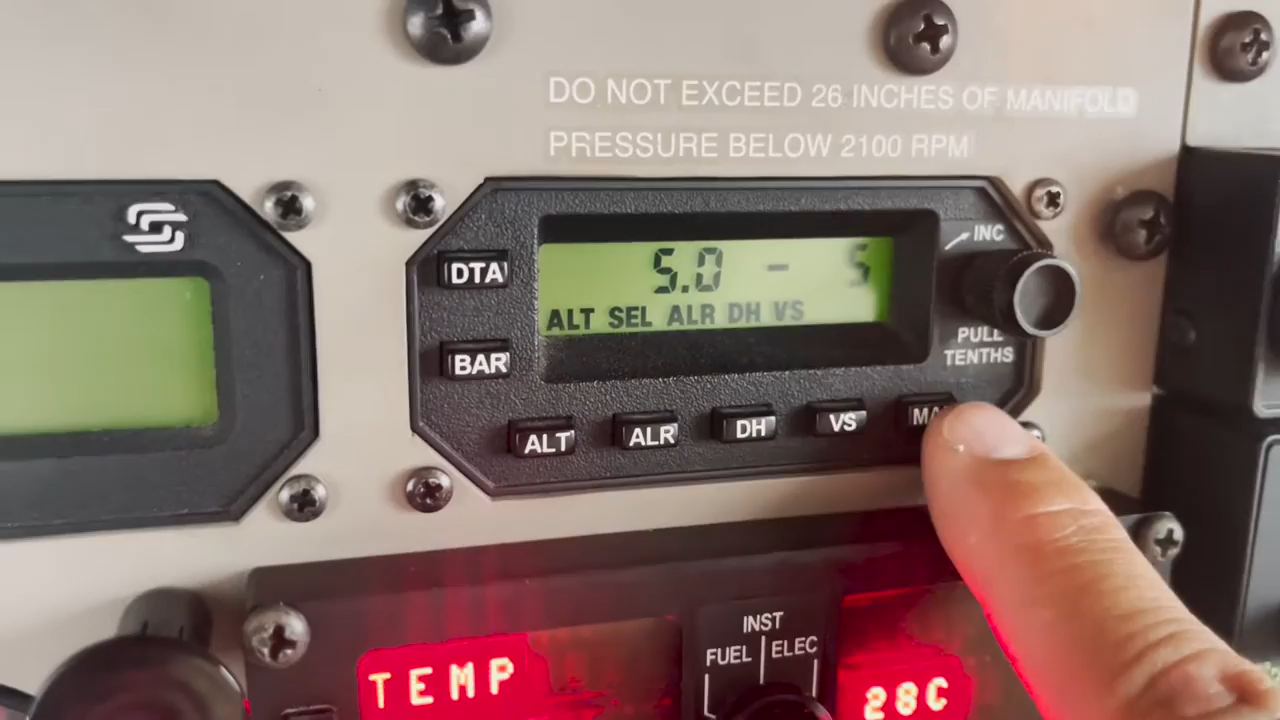 DO NOT EXCEED 26 INCHES OF MANIFOLD
PRESSURE BELOW 2100 RPM
INC
DTA
5.0 - 5
ALT SEL ALR DH VS
PULL
TENTHS
BAR
ALT
ALR
DH
VS
INST
FUEL
ELEC
TEMP
28C